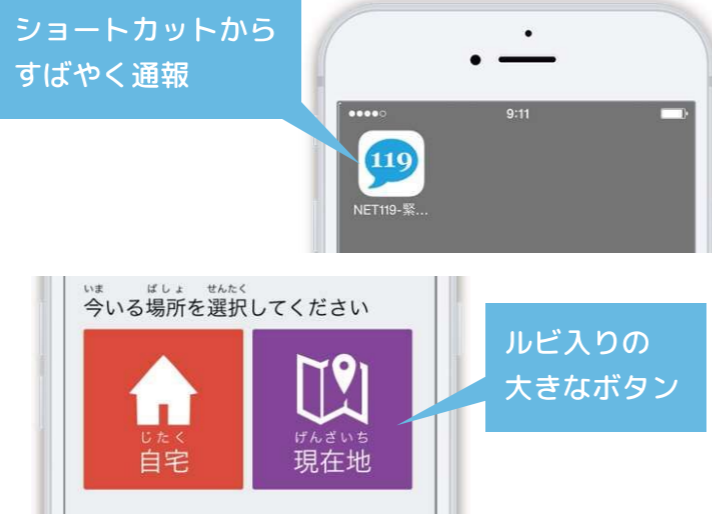 ショートカットから
すばやく通報
9:11
119
NET119-緊...
いま ばしょ せんたく
今いる場所を選択してください
じたく
自宅
げんざいち
現在地
ルビ入りの
大きなボタン